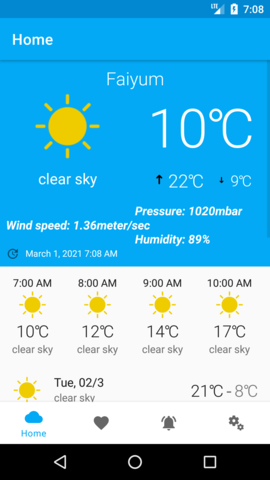 LTE 7:08
Home
Faiyum
10℃
clear sky
22℃ 9℃
Pressure: 1020mbar
Wind speed: 1.36meter/sec
Humidity: 89%
March 1, 2021 7:08 AM
7:00 AM 8:00 AM 9:00 AM 10:00 AM
10℃ 12℃ 14℃ 17℃
clear sky clear sky clear sky clear sky
Tue, 02/3
21℃ - 8℃
clear sky
Home